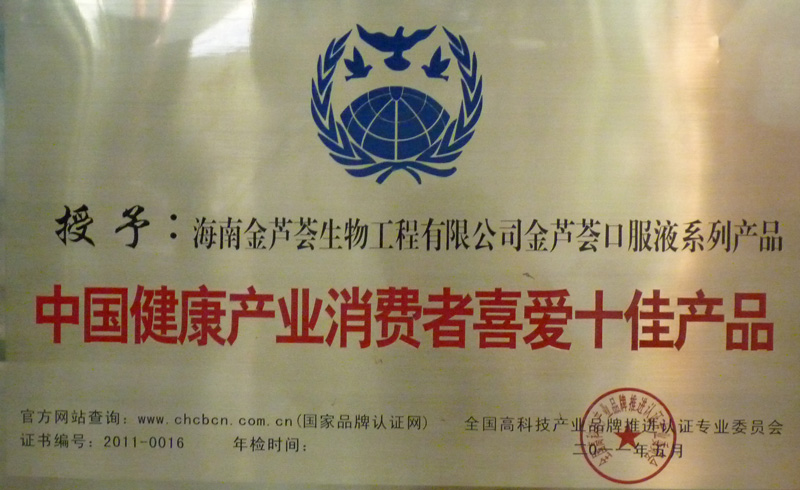 授予：海南金芦荟生物工程有限公司金芦荟口服液系列产品
中国健康产业消费者喜爱十佳产品
官方网站查询：www.chcbcn.com.cn(国家品牌认证网)
证书编号：2011-0016 年检时间：
全国高科技产业品牌推进认证专业委员会
二〇一一年五月